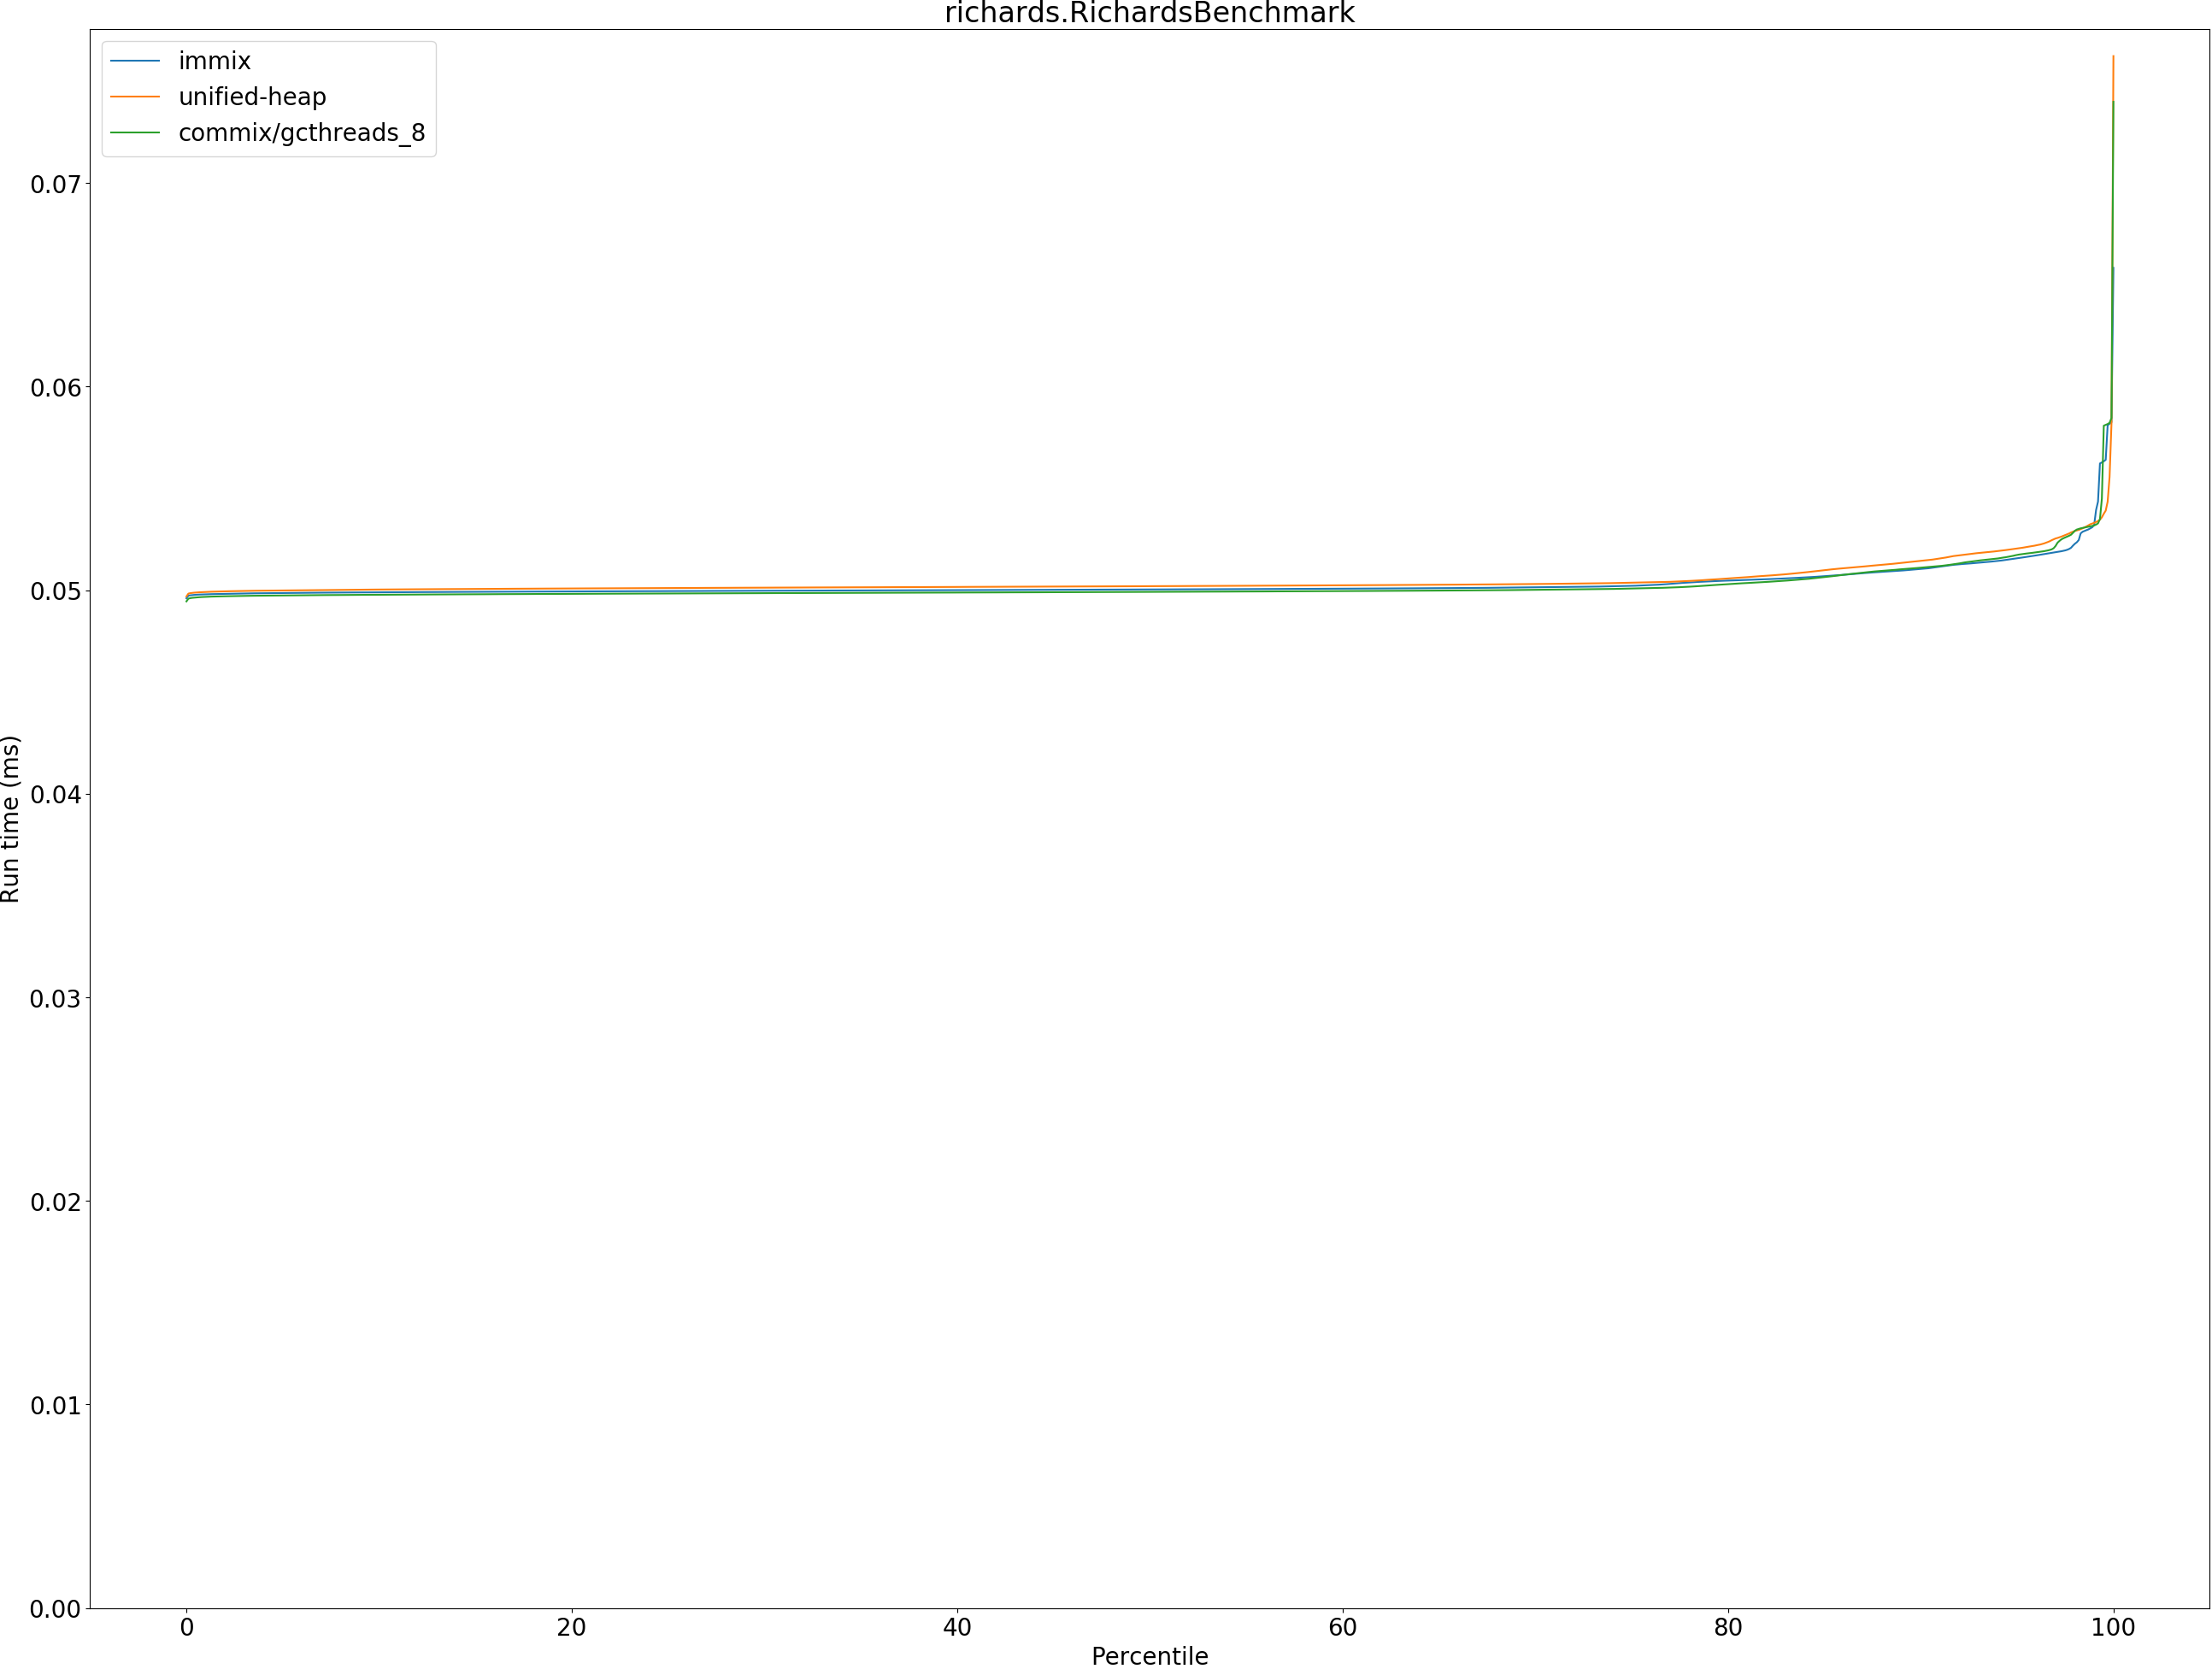 richards.RichardsBenchmark
immix
unified-heap
commix/gcthreads_8
0.07
0.06
0.05
0.04
0.03
0.02
0.01
0.00
Run time (ms)
0 20 40 60 80 100
Percentile